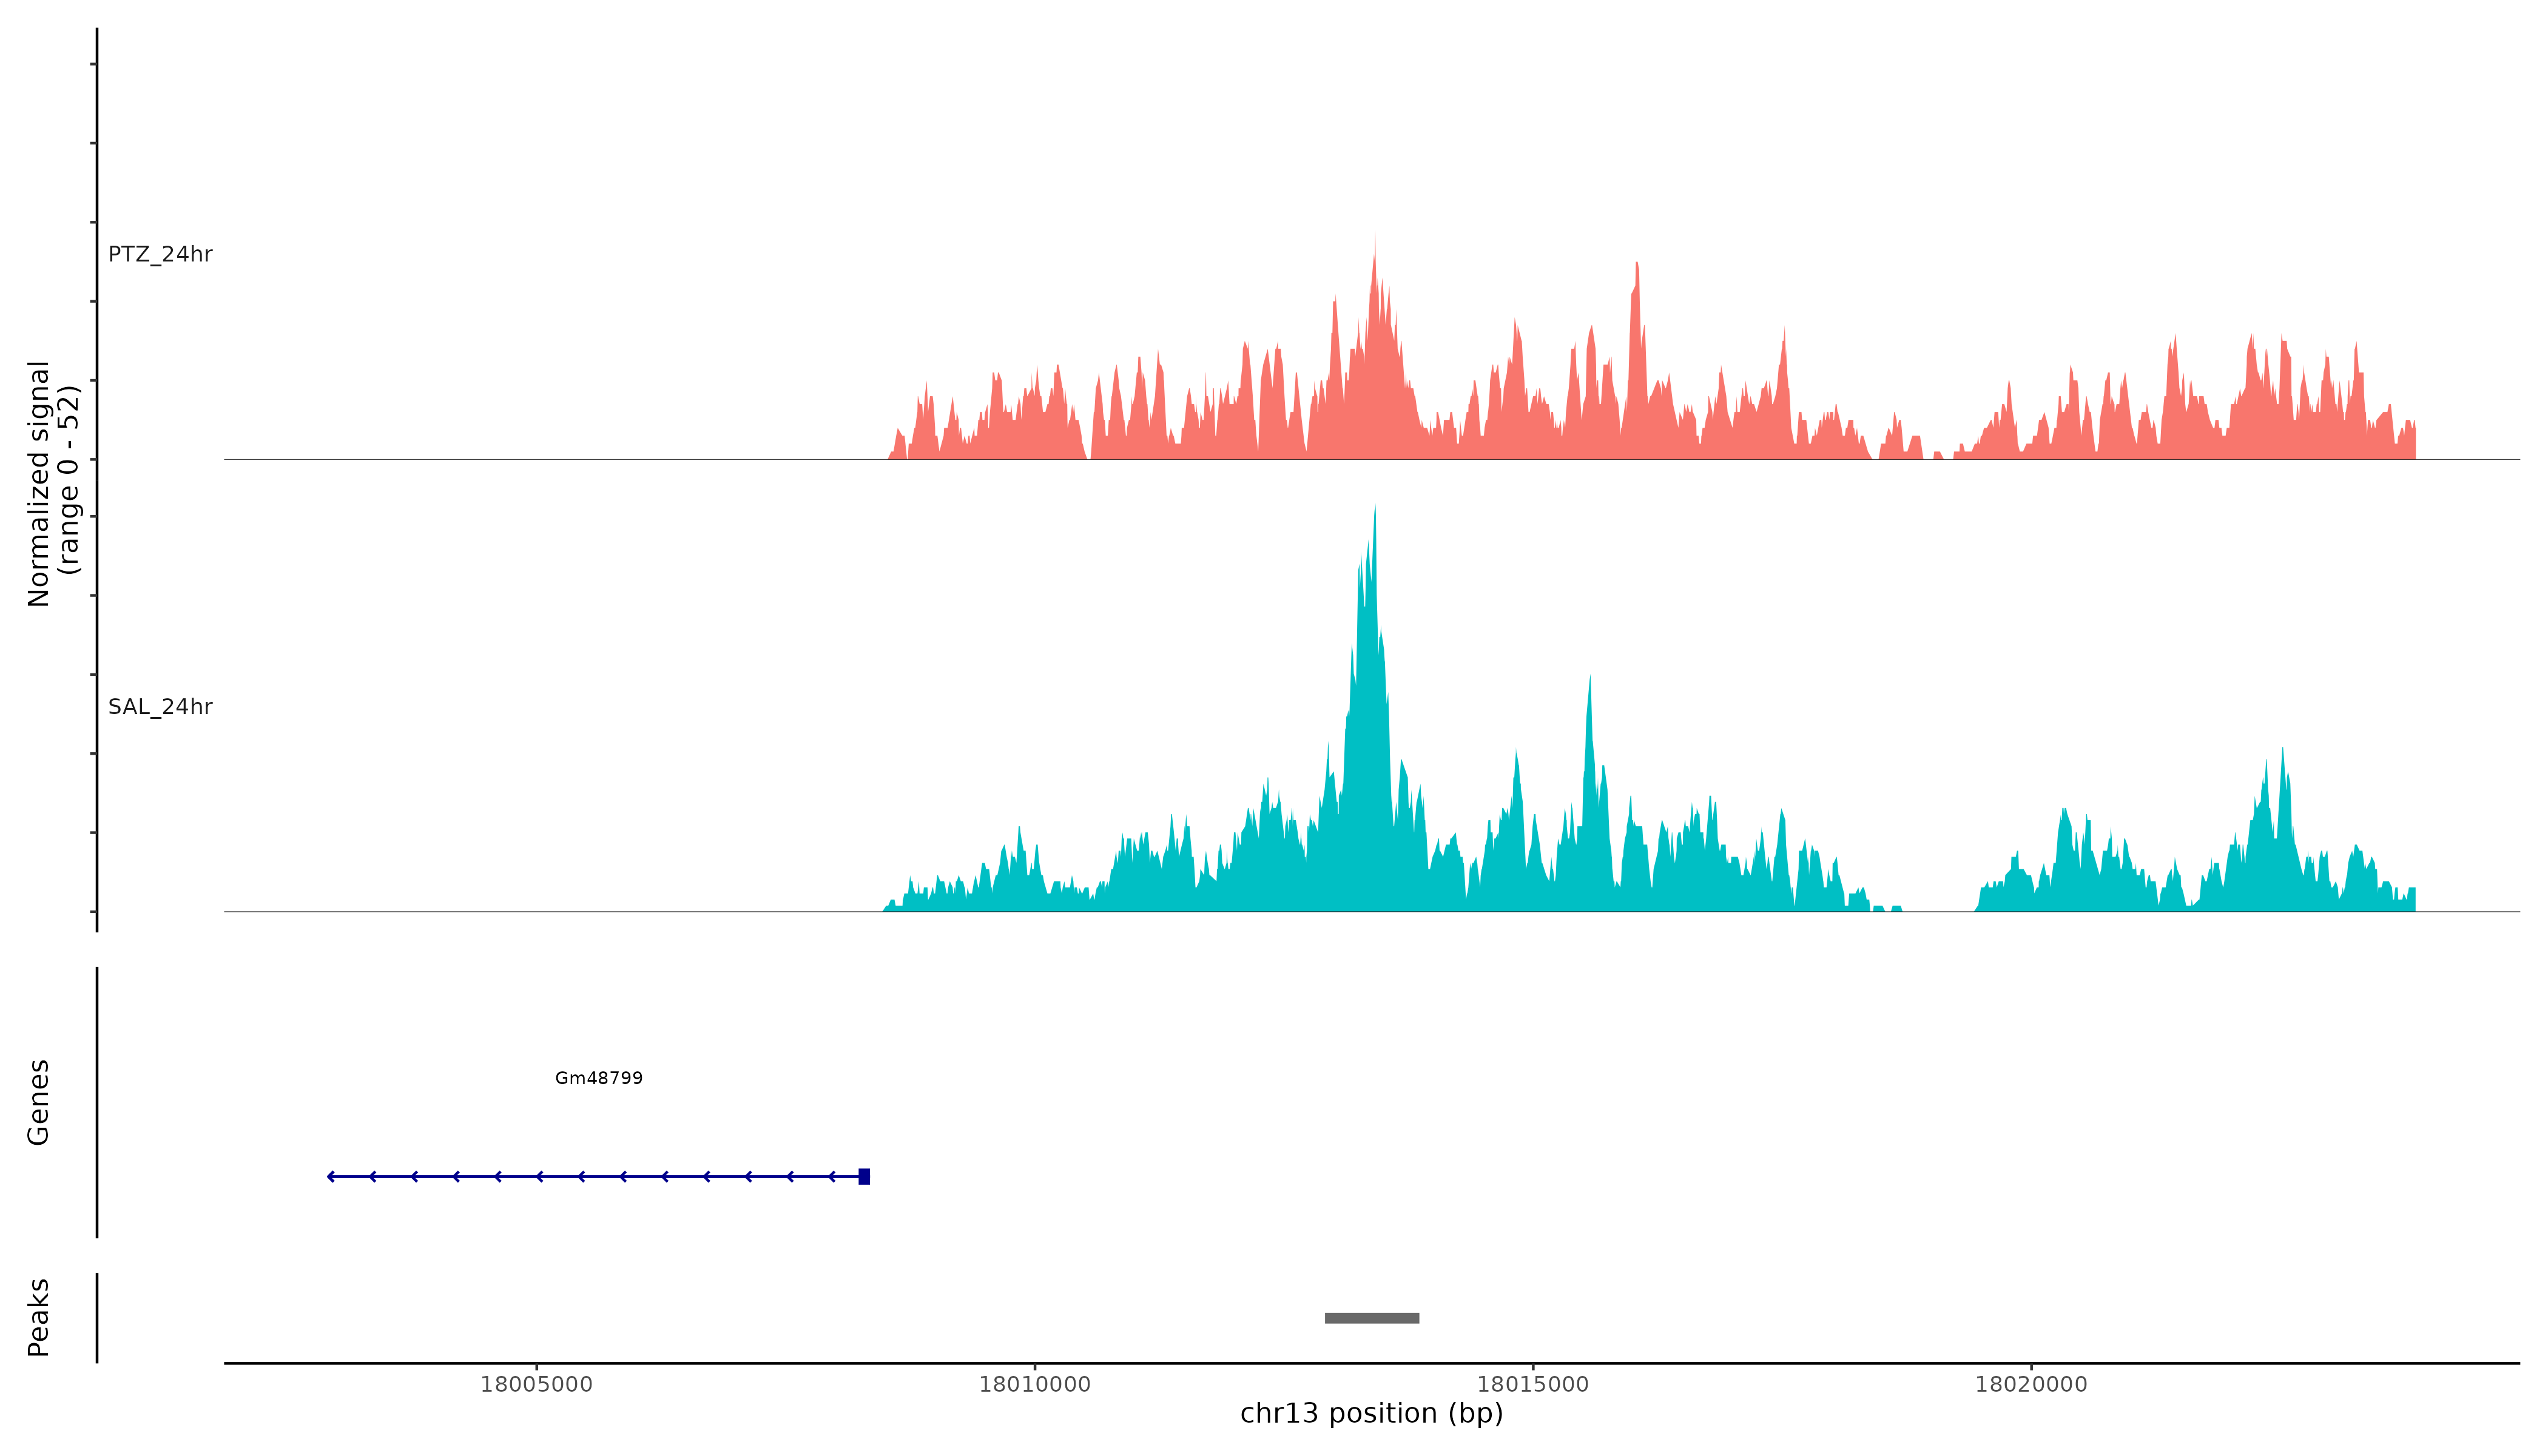 Normalized signal
(range 0 - 52)
PTZ_24hr
SAL_24hr
Genes
Gm48799
Peaks
18005000
18010000
18015000
18020000
chr13 position (bp)